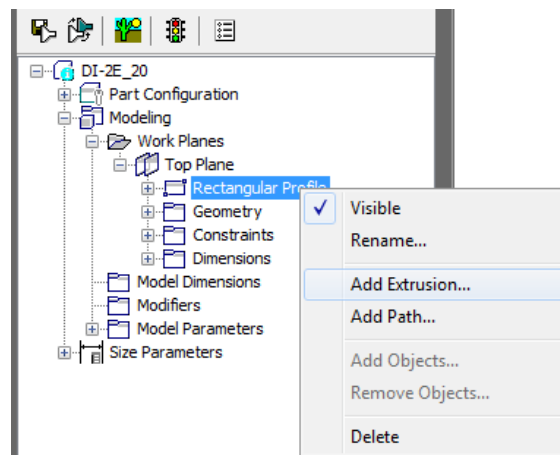 DI-2E_20
Part Configuration
Modeling
Work Planes
Top Plane
Rectangular Profile
Geometry
Constraints
Dimensions
Model Dimensions
Modifiers
Model Parameters
Size Parameters
Visible
Rename...
Add Extrusion...
Add Path...
Add Objects...
Remove Objects...
Delete